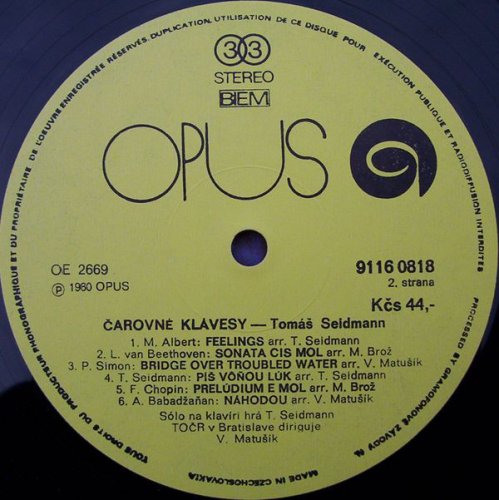 TOUS DROITS DU PRODUCTEUR PHONOGRAPHIQUE ET DU PROPRIÉTAIRE DE L'OEUVRE ENREGISTRÉE RÉSERVÉS. DUPLICATION, UTILISATION DE CE DISQUE POUR EXÉCUTION PUBLIQUE ET RADIODIFFUSION INTERDITES
PROCESSED BY GRAMOFONOVÉ ZÁVODY N.
MADE IN CZECHOSLOVAKIA
33
STEREO
BIEM
OPUS
OE 2669
℗ 1980 OPUS
9116 0818
2. strana
Kčs 44,-
ČAROVNÉ KLÁVESY — Tomáš Seidmann
1. M. Albert: FEELINGS arr. T. Seidmann
2. L. van Beethoven: SONATA CIS MOL arr. M. Brož
3. P. Simon: BRIDGE OVER TROUBLED WATER arr. V. Matušík
4. T. Seidmann: PÍŠ VÔŇOU LÚK arr. T. Seidmann
5. F. Chopin: PRELÚDIUM E MOL arr. M. Brož
6. A. Babadžaňan: NÁHODOU arr. V. Matušík
Sólo na klavíri hrá T. Seidmann
TOČR v Bratislave diriguje
V. Matušík